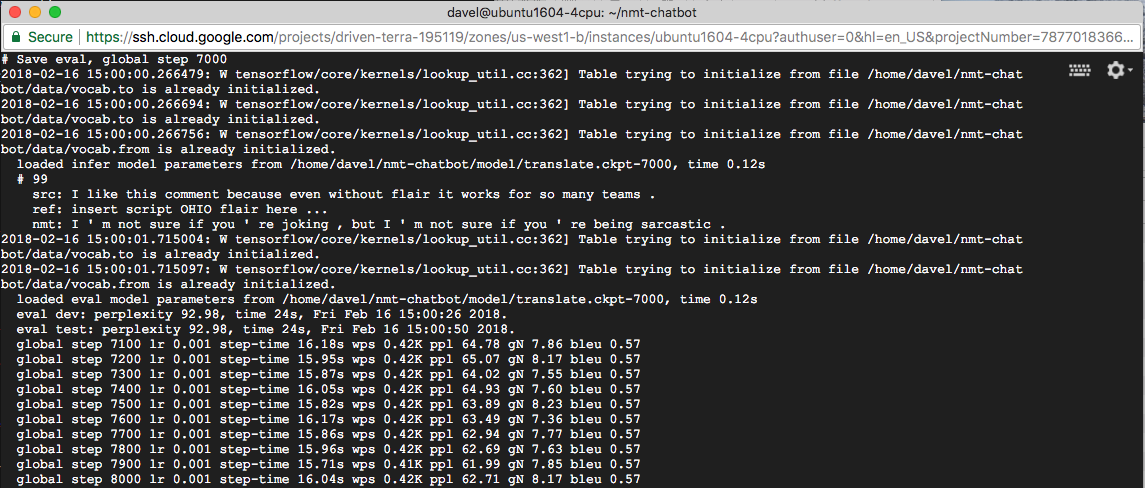 davel@ubuntu1604-4cpu: ~/nmt-chatbot
Secure | https://ssh.cloud.google.com/projects/driven-terra-195119/zones/us-west1-b/instances/ubuntu1604-4cpu?authuser=0&hl=en_US&projectNumber=7877018366...
# Save eval, global step 7000
2018-02-16 15:00:00.266479: W tensorflow/core/kernels/lookup_util.cc:362] Table trying to initialize from file /home/davel/nmt-chat
bot/data/vocab.to is already initialized.
2018-02-16 15:00:00.266694: W tensorflow/core/kernels/lookup_util.cc:362] Table trying to initialize from file /home/davel/nmt-chat
bot/data/vocab.to is already initialized.
2018-02-16 15:00:00.266756: W tensorflow/core/kernels/lookup_util.cc:362] Table trying to initialize from file /home/davel/nmt-chat
bot/data/vocab.from is already initialized.
  loaded infer model parameters from /home/davel/nmt-chatbot/model/translate.ckpt-7000, time 0.12s
  # 99
    src: I like this comment because even without flair it works for so many teams .
    ref: insert script OHIO flair here ...
    nmt: I ' m not sure if you ' re joking , but I ' m not sure if you ' re being sarcastic .
2018-02-16 15:00:01.715004: W tensorflow/core/kernels/lookup_util.cc:362] Table trying to initialize from file /home/davel/nmt-chat
bot/data/vocab.to is already initialized.
2018-02-16 15:00:01.715097: W tensorflow/core/kernels/lookup_util.cc:362] Table trying to initialize from file /home/davel/nmt-chat
bot/data/vocab.from is already initialized.
  loaded eval model parameters from /home/davel/nmt-chatbot/model/translate.ckpt-7000, time 0.12s
  eval dev: perplexity 92.98, time 24s, Fri Feb 16 15:00:26 2018.
  eval test: perplexity 92.98, time 24s, Fri Feb 16 15:00:50 2018.
  global step 7100 lr 0.001 step-time 16.18s wps 0.42K ppl 64.78 gN 7.86 bleu 0.57
  global step 7200 lr 0.001 step-time 15.95s wps 0.42K ppl 65.07 gN 8.17 bleu 0.57
  global step 7300 lr 0.001 step-time 15.87s wps 0.42K ppl 64.02 gN 7.55 bleu 0.57
  global step 7400 lr 0.001 step-time 16.05s wps 0.42K ppl 64.93 gN 7.60 bleu 0.57
  global step 7500 lr 0.001 step-time 15.82s wps 0.42K ppl 63.89 gN 8.23 bleu 0.57
  global step 7600 lr 0.001 step-time 16.17s wps 0.42K ppl 63.49 gN 7.36 bleu 0.57
  global step 7700 lr 0.001 step-time 15.86s wps 0.42K ppl 62.94 gN 7.77 bleu 0.57
  global step 7800 lr 0.001 step-time 15.96s wps 0.42K ppl 62.69 gN 7.63 bleu 0.57
  global step 7900 lr 0.001 step-time 15.71s wps 0.41K ppl 61.99 gN 7.85 bleu 0.57
  global step 8000 lr 0.001 step-time 16.04s wps 0.42K ppl 62.71 gN 8.17 bleu 0.57